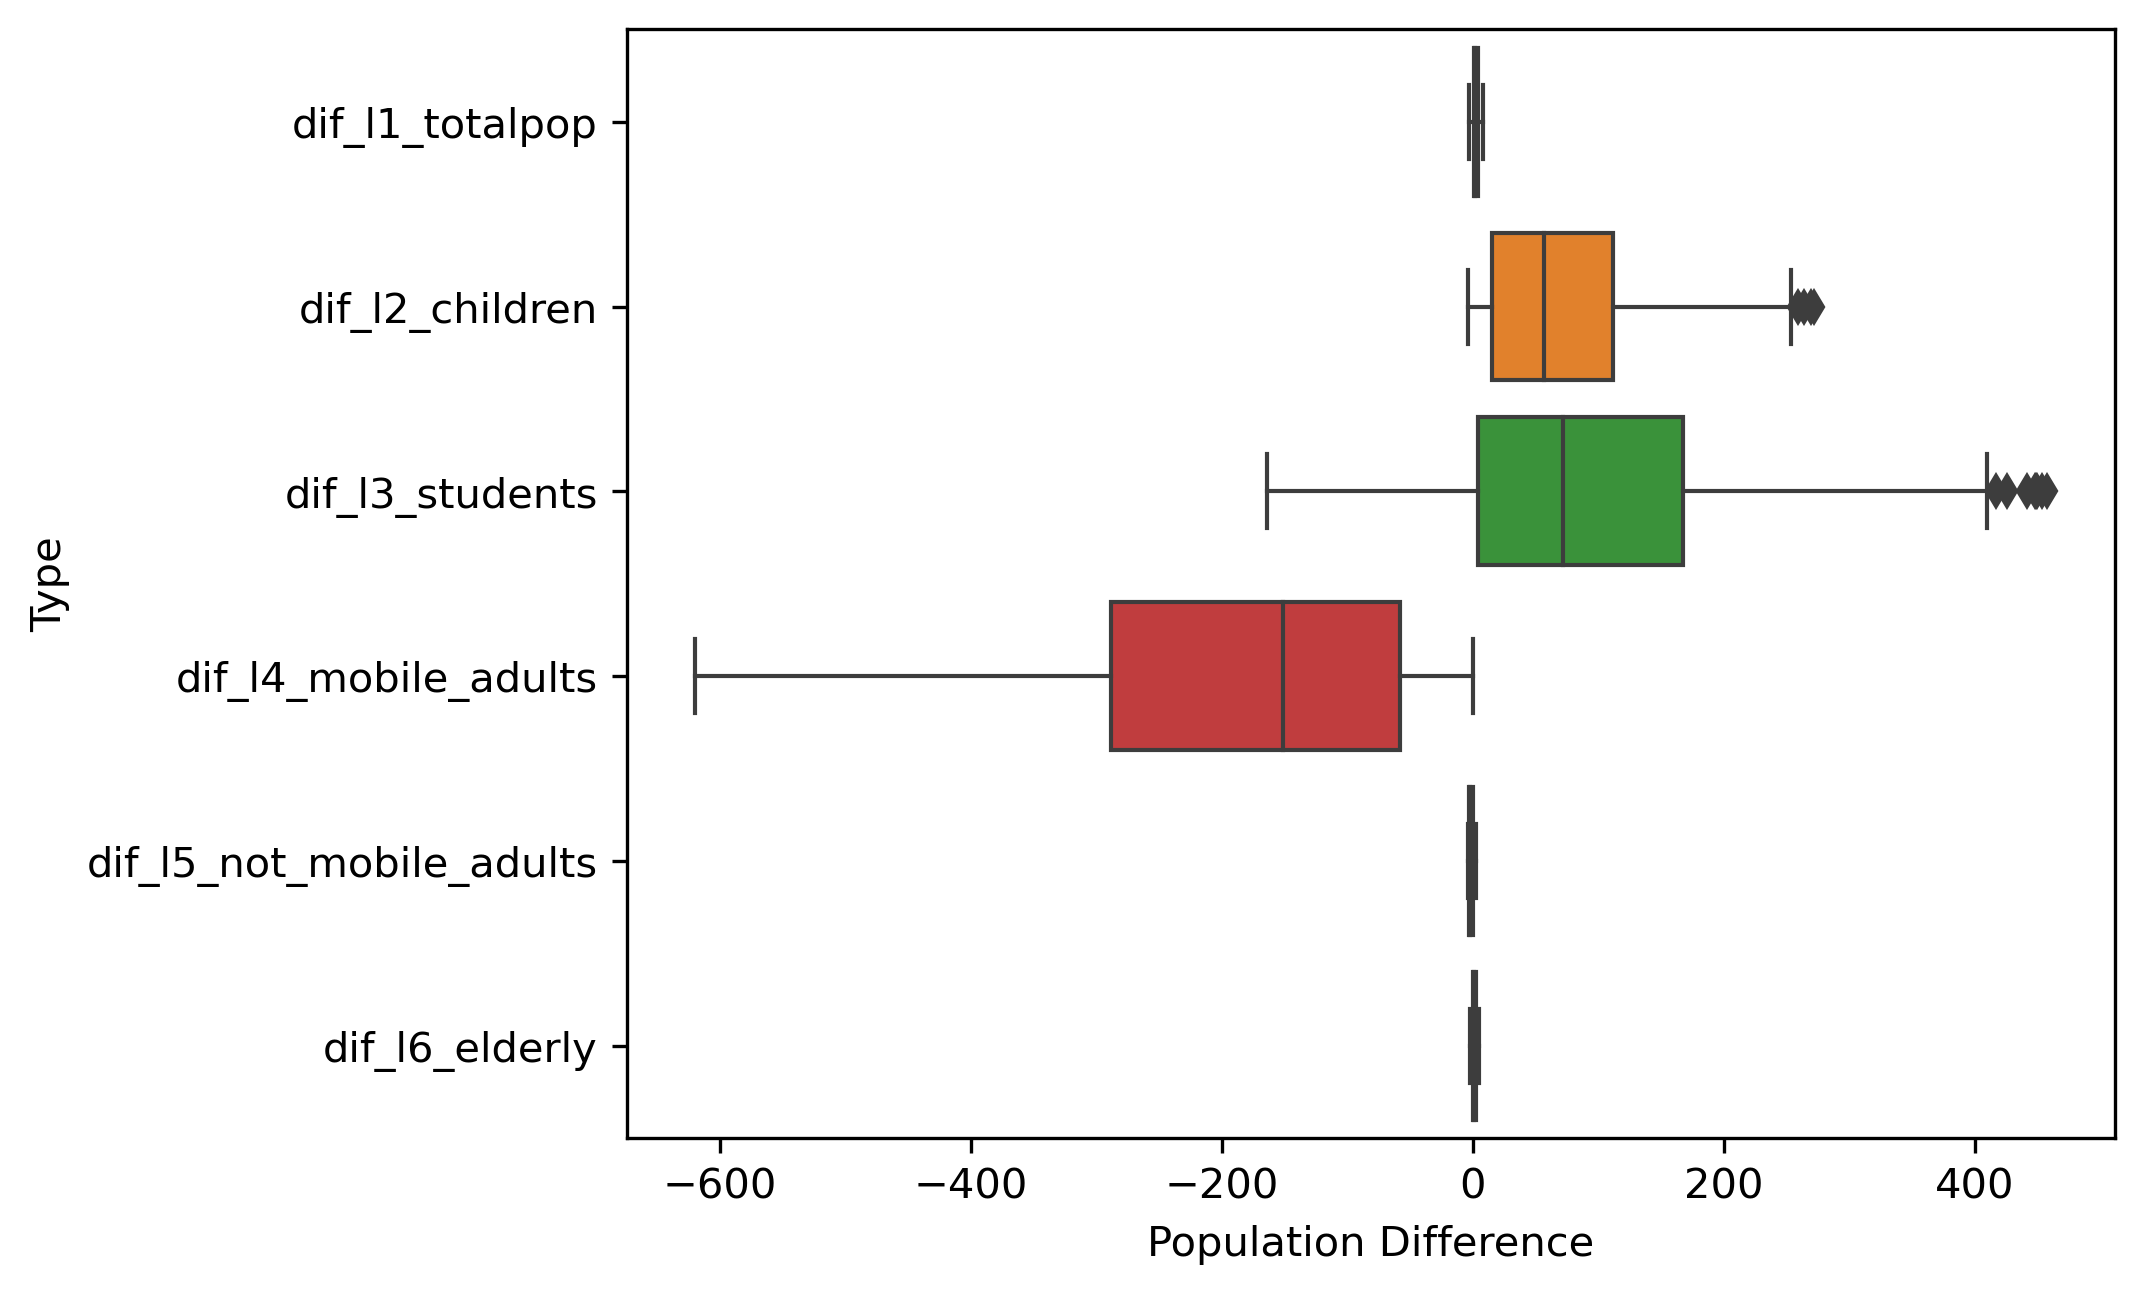 dif_l1_totalpop
dif_l2_children
dif_l3_students
dif_l4_mobile_adults
dif_l5_not_mobile_adults
dif_l6_elderly
Type
−600 −400 −200 0 200 400
Population Difference